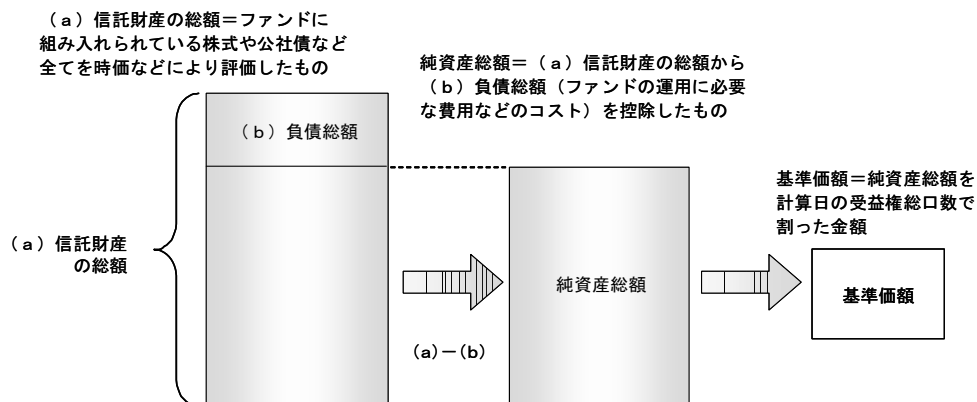 （ａ）信託財産の総額＝ファンドに
組み入れられている株式や公社債など
全てを時価などにより評価したもの
純資産総額＝（ａ）信託財産の総額から
（ｂ）負債総額（ファンドの運用に必要
な費用などのコスト）を控除したもの
（ｂ）負債総額
基準価額＝純資産総額を
計算日の受益権総口数で
割った金額
（ａ）信託財産
の総額
純資産総額
基準価額
(a)－(b)